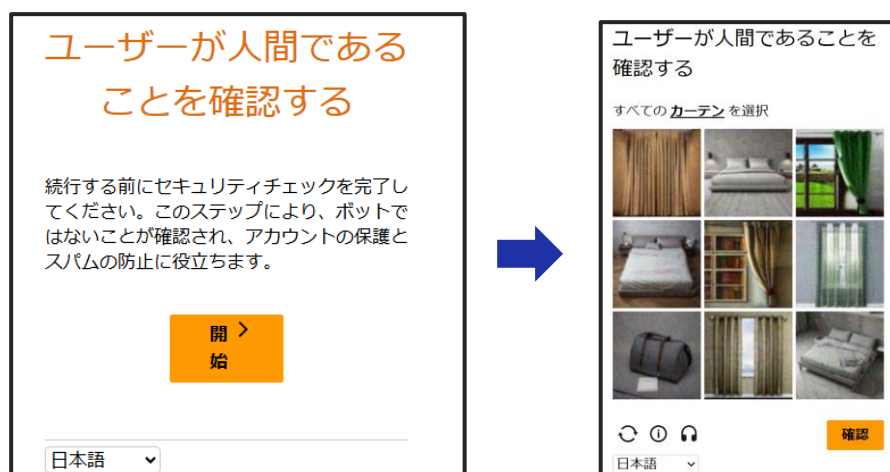 ユーザーが人間である
ことを確認する
続行する前にセキュリティチェックを完了し
てください。このステップにより、ボットで
はないことが確認され、アカウントの保護と
スパムの防止に役立ちます。
開
始
日本語
ユーザーが人間であることを
確認する
すべての カーテン を選択
確認
日本語